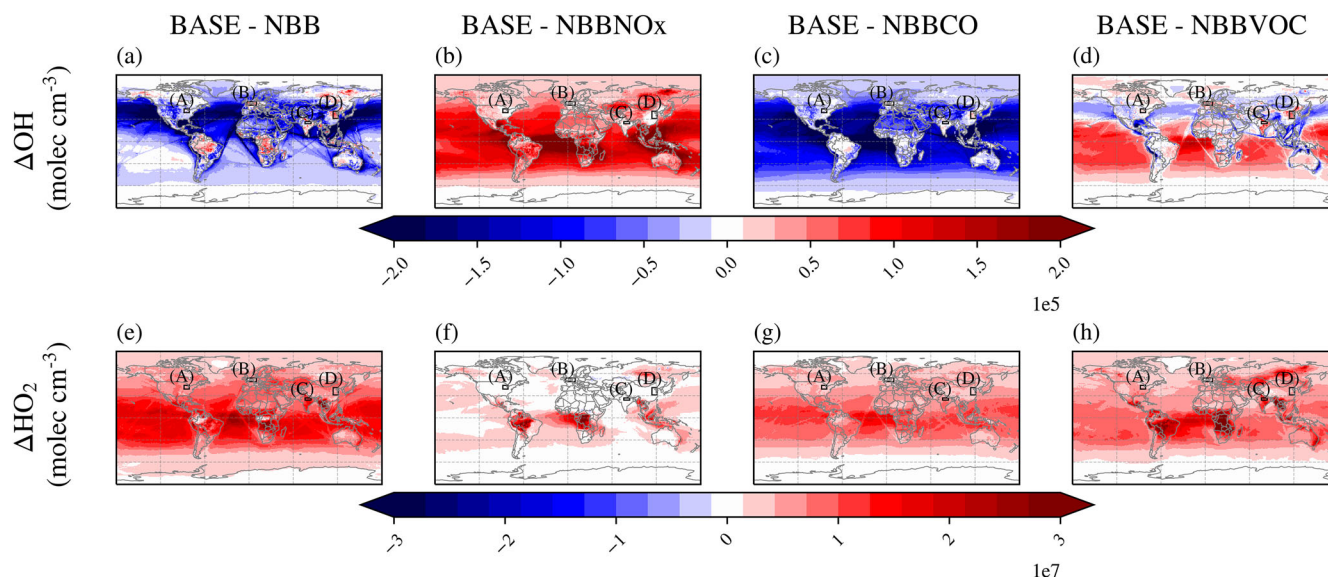 BASE - NBB BASE - NBBNOx BASE - NBBCO BASE - NBBVOC
(a) (b) (c) (d)
ΔOH
(molec cm⁻³)
(A) (B) (C) (D) (A) (B) (C) (D) (A) (B) (C) (D) (A) (B) (C) (D)
−2.0 −1.5 −1.0 −0.5 0.0 0.5 1.0 1.5 2.0
1e5
(e) (f) (g) (h)
ΔHO₂
(molec cm⁻³)
(A) (B) (C) (D) (A) (B) (C) (D) (A) (B) (C) (D) (A) (B) (C) (D)
−3 −2 −1 0 1 2 3
1e7